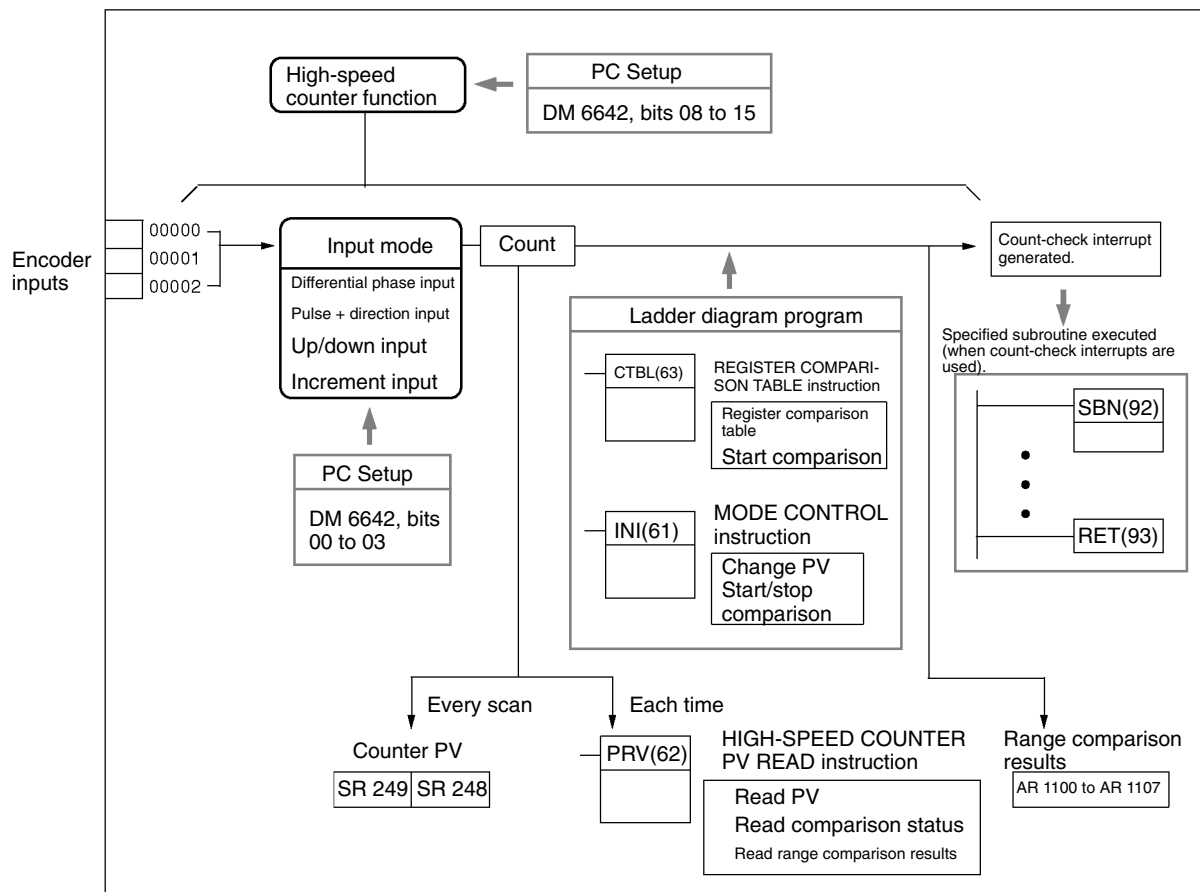 High-speed
counter function
PC Setup
DM 6642, bits 08 to 15
Encoder
inputs
00000
00001
00002
Input mode
Differential phase input
Pulse + direction input
Up/down input
Increment input
Count
Count-check interrupt
generated.
PC Setup
DM 6642, bits
00 to 03
Ladder diagram program
CTBL(63)
REGISTER COMPARI-
SON TABLE instruction
Register comparison
table
Start comparison
INI(61)
MODE CONTROL
instruction
Change PV
Start/stop
comparison
Specified subroutine executed
(when count-check interrupts are
used).
SBN(92)
RET(93)
Every scan
Counter PV
SR 249 SR 248
Each time
PRV(62)
HIGH-SPEED COUNTER
PV READ instruction
Read PV
Read comparison status
Read range comparison results
Range comparison
results
AR 1100 to AR 1107